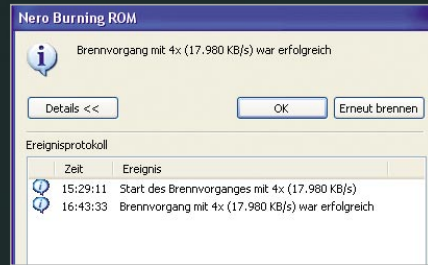 Nero Burning ROM
Brennvorgang mit 4x (17.980 KB/s) war erfolgreich
Details << OK Erneut brennen
Ereignisprotokoll
Zeit Ereignis
15:29:11 Start des Brennvorganges mit 4x (17.980 KB/s)
16:43:33 Brennvorgang mit 4x (17.980 KB/s) war erfolgreich